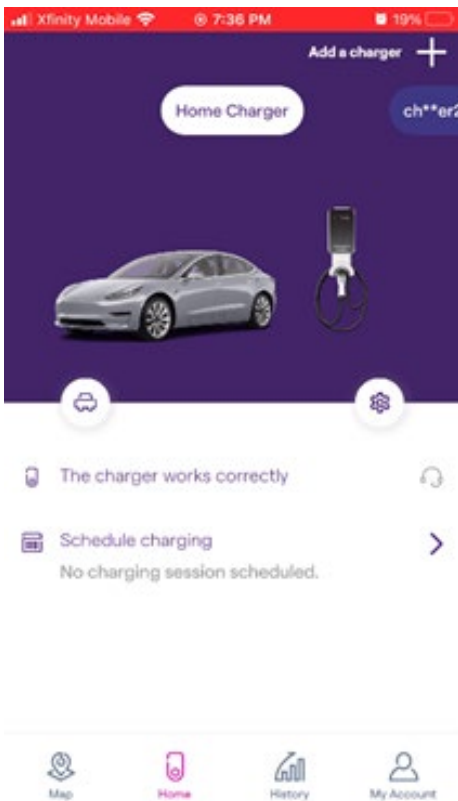 Xfinity Mobile 7:36 PM 19%
Add a charger
Home Charger ch**er2
The charger works correctly
Schedule charging
No charging session scheduled.
Map Home History My Account